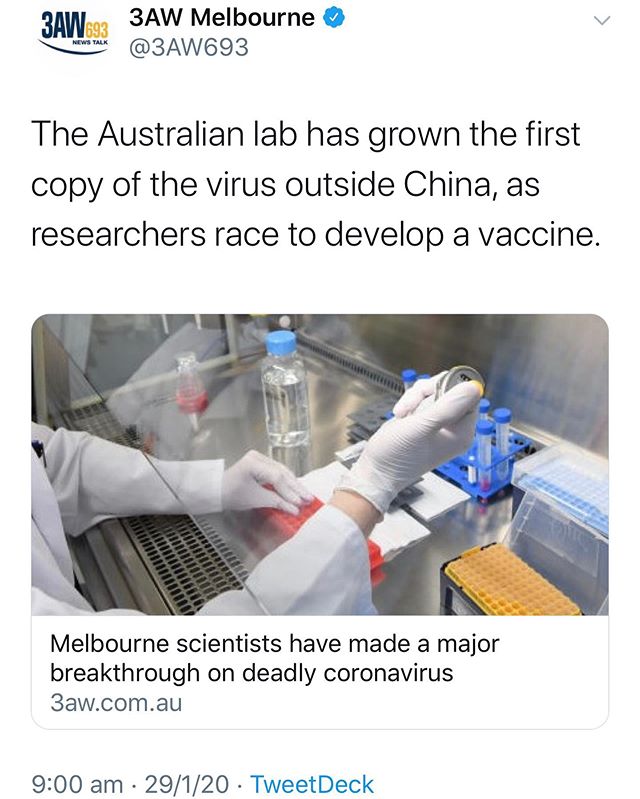 3AW693
NEWS TALK
3AW Melbourne
@3AW693
The Australian lab has grown the first
copy of the virus outside China, as
researchers race to develop a vaccine.
Melbourne scientists have made a major
breakthrough on deadly coronavirus
3aw.com.au
9:00 am · 29/1/20 · TweetDeck